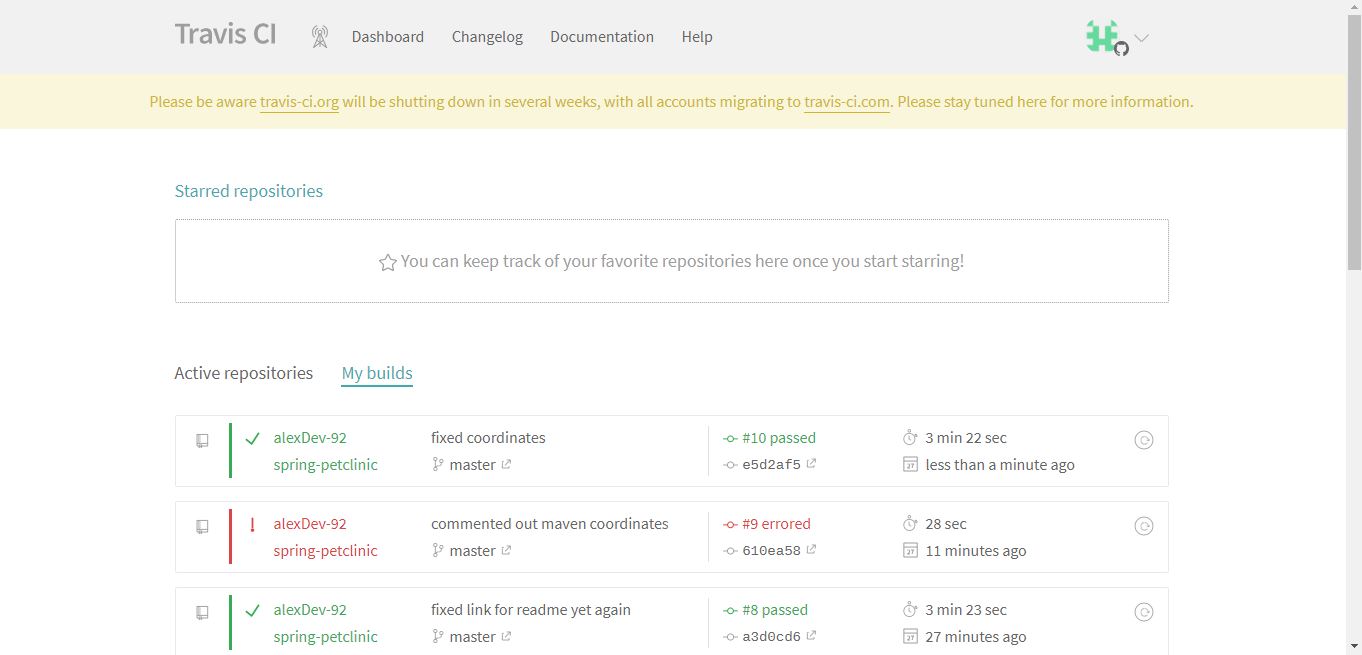 Travis CI Dashboard Changelog Documentation Help
Please be aware travis-ci.org will be shutting down in several weeks, with all accounts migrating to travis-ci.com. Please stay tuned here for more information.
Starred repositories
You can keep track of your favorite repositories here once you start starring!
Active repositories My builds
alexDev-92 fixed coordinates #10 passed 3 min 22 sec
spring-petclinic master e5d2af5 27 less than a minute ago
alexDev-92 commented out maven coordinates #9 errored 28 sec
spring-petclinic master 610ea58 27 11 minutes ago
alexDev-92 fixed link for readme yet again #8 passed 3 min 23 sec
spring-petclinic master a3d0cd6 27 27 minutes ago